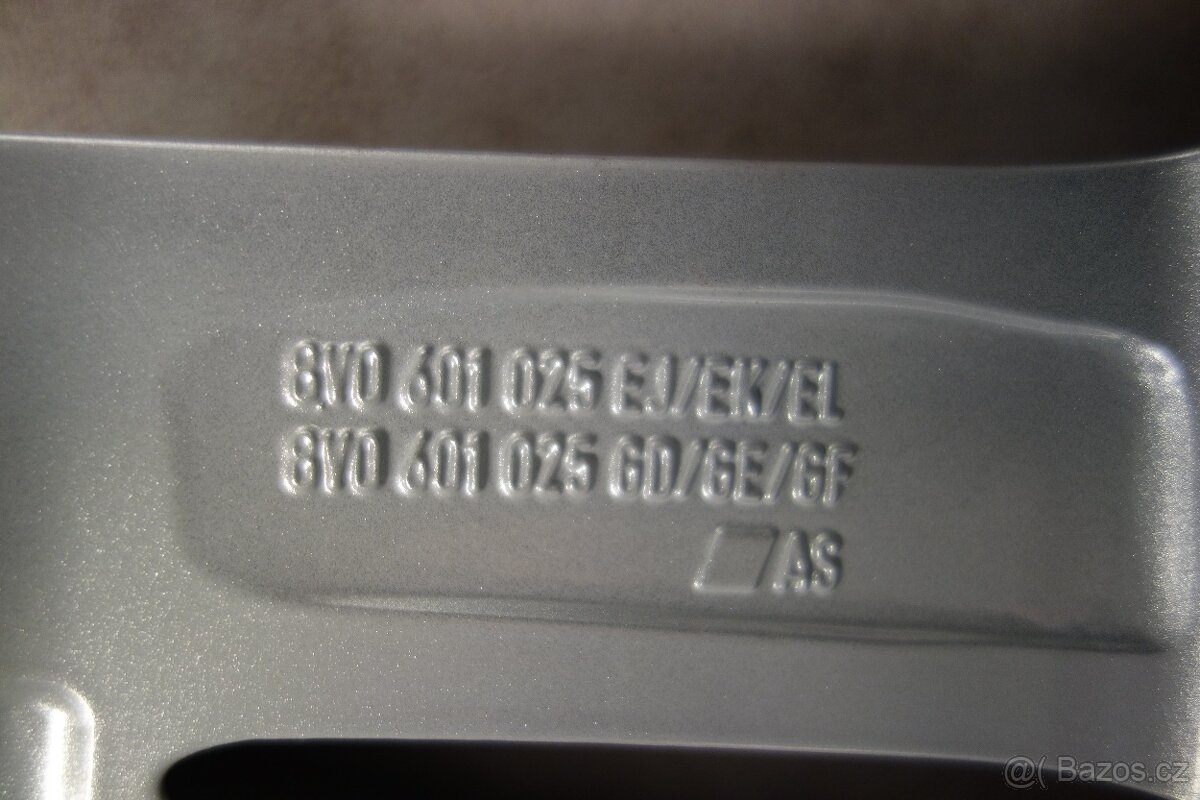 8V0 601 025 EJ/EK/EL
8V0 601 025 GD/GE/GF
AS
@( Bazos.cz